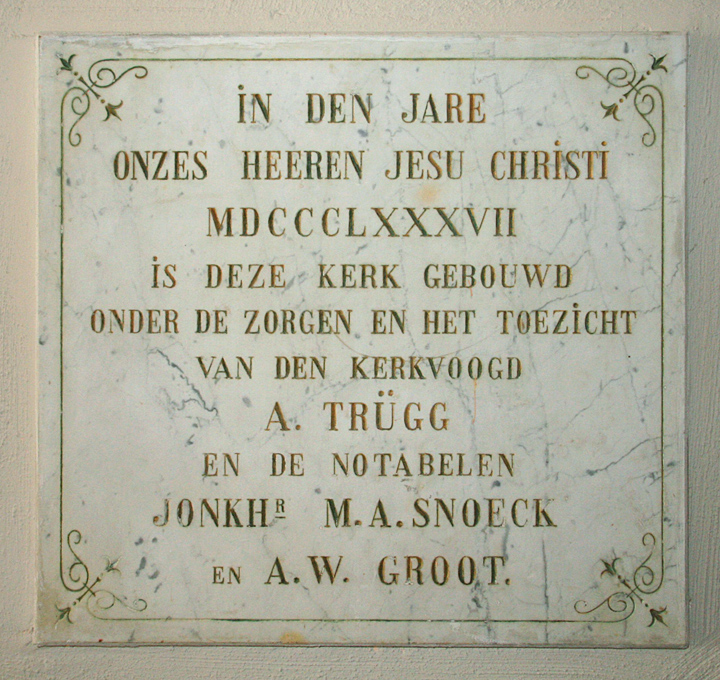 IN DEN JARE
ONZES HEEREN JESU CHRISTI
MDCCCLXXXVII
IS DEZE KERK GEBOUWD
ONDER DE ZORGEN EN HET TOEZICHT
VAN DEN KERKVOOGD
A. TRÜGG
EN DE NOTABELEN
JONKHR M.A. SNOECK
EN A.W. GROOT.